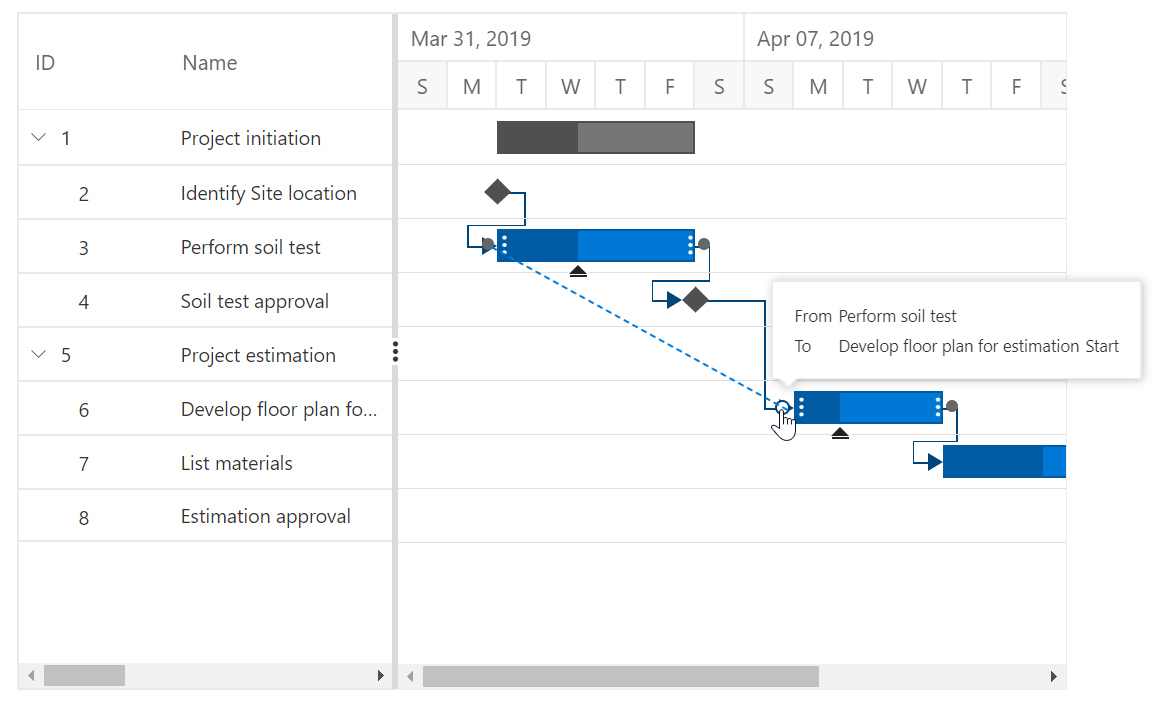 ID Name
Mar 31, 2019 Apr 07, 2019
S M T W T F S S M T W T F S
1 Project initiation
2 Identify Site location
3 Perform soil test
4 Soil test approval
From Perform soil test
To Develop floor plan for estimation Start
5 Project estimation
6 Develop floor plan fo...
7 List materials
8 Estimation approval